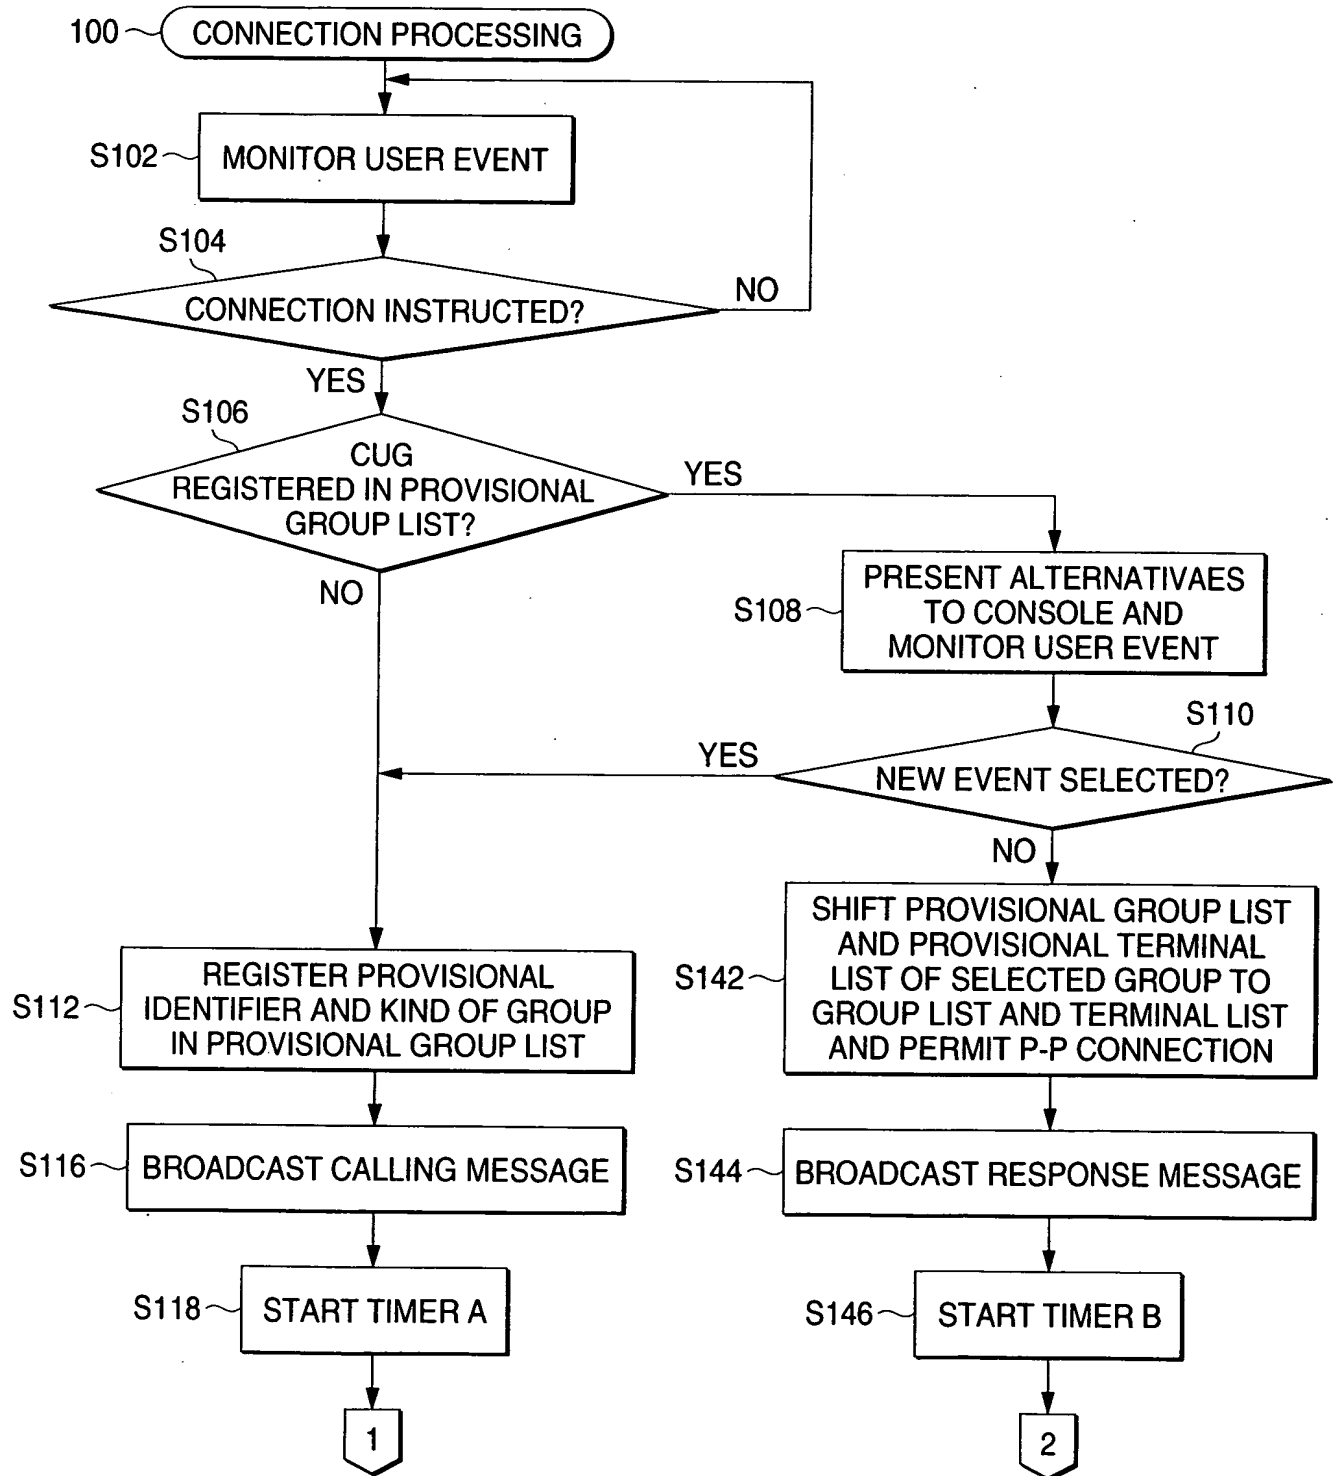 100
CONNECTION PROCESSING
S102
MONITOR USER EVENT
S104
CONNECTION INSTRUCTED?
NO
YES
S106
CUG
REGISTERED IN PROVISIONAL
GROUP LIST?
YES
NO
S108
PRESENT ALTERNATIVAES
TO CONSOLE AND
MONITOR USER EVENT
S110
NEW EVENT SELECTED?
YES
NO
S112
REGISTER PROVISIONAL
IDENTIFIER AND KIND OF GROUP
IN PROVISIONAL GROUP LIST
S142
SHIFT PROVISIONAL GROUP LIST
AND PROVISIONAL TERMINAL
LIST OF SELECTED GROUP TO
GROUP LIST AND TERMINAL LIST
AND PERMIT P-P CONNECTION
S116
BROADCAST CALLING MESSAGE
S144
BROADCAST RESPONSE MESSAGE
S118
START TIMER A
S146
START TIMER B
1
2